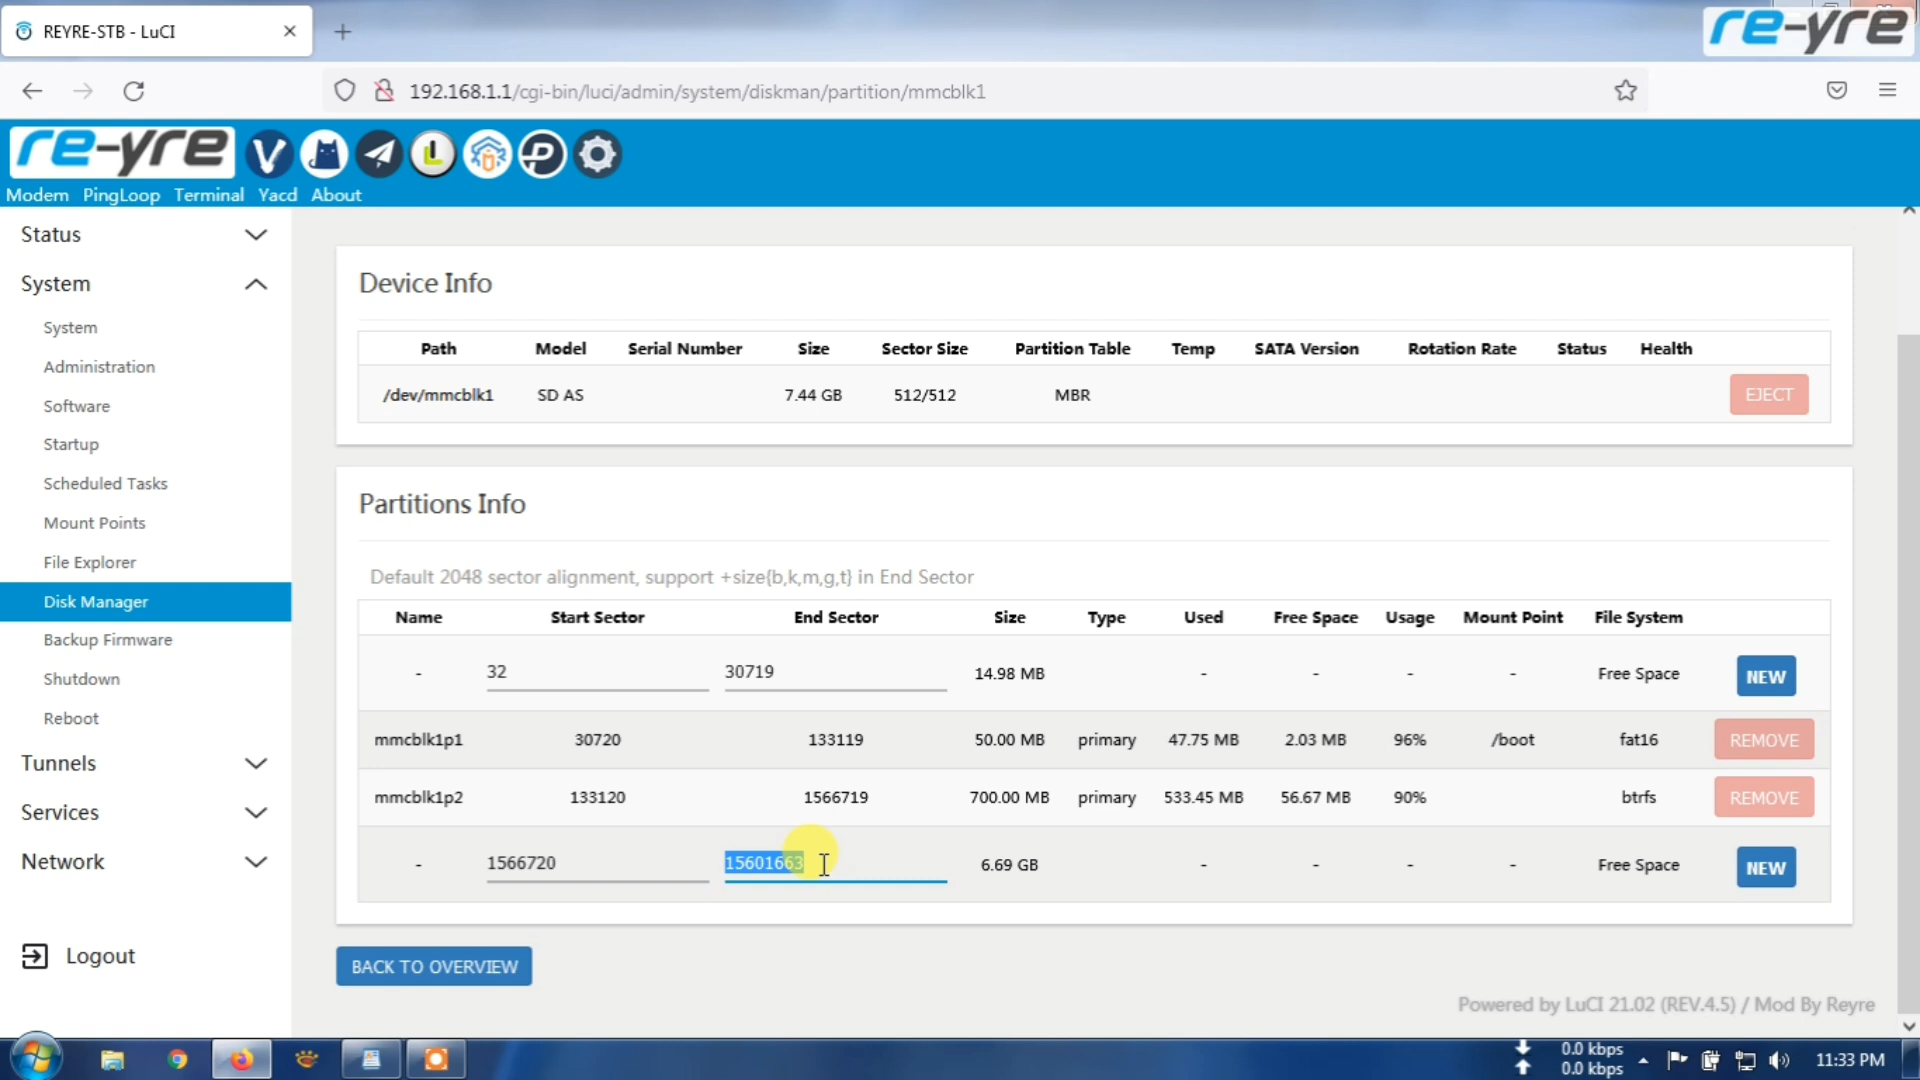 REYRE-STB - LuCI
re-yre
192.168.1.1/cgi-bin/luci/admin/system/diskman/partition/mmcblk1
re-yre
Modem PingLoop Terminal Yacd About
Status
System
System
Administration
Software
Startup
Scheduled Tasks
Mount Points
File Explorer
Disk Manager
Backup Firmware
Shutdown
Reboot
Tunnels
Services
Network
Logout
Device Info
Path Model Serial Number Size Sector Size Partition Table Temp SATA Version Rotation Rate Status Health
/dev/mmcblk1 SD AS 7.44 GB 512/512 MBR EJECT
Partitions Info
Default 2048 sector alignment, support +size{b,k,m,g,t} in End Sector
Name Start Sector End Sector Size Type Used Free Space Usage Mount Point File System
- 32 30719 14.98 MB - - - - Free Space NEW
mmcblk1p1 30720 133119 50.00 MB primary 47.75 MB 2.03 MB 96% /boot fat16 REMOVE
mmcblk1p2 133120 1566719 700.00 MB primary 533.45 MB 56.67 MB 90% btrfs REMOVE
- 1566720 15601663 6.69 GB - - - - Free Space NEW
BACK TO OVERVIEW
Powered by LuCI 21.02 (REV.4.5) / Mod By Reyre
0.0 kbps
0.0 kbps
11:33 PM